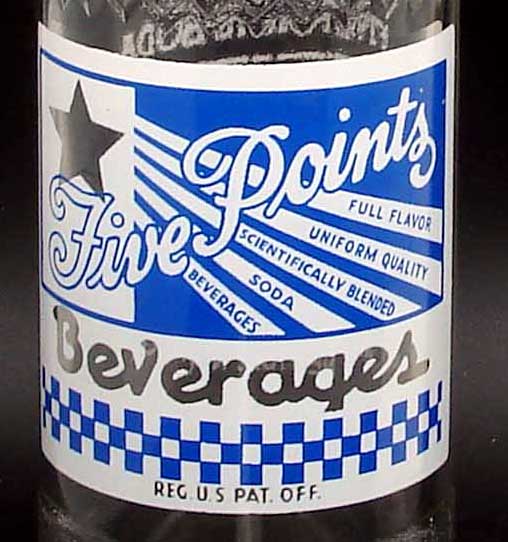 Five Points
FULL FLAVOR
UNIFORM QUALITY
SCIENTIFICALLY BLENDED
SODA
BEVERAGES
Beverages
REG. U.S PAT. OFF.